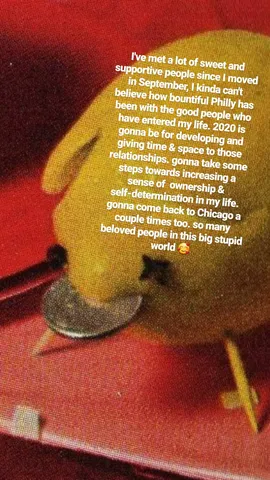 I've met a lot of sweet and
supportive people since I moved
in September, I kinda can't
believe how bountiful Philly has
been with the good people who
have entered my life. 2020 is
gonna be for developing and
giving time & space to those
relationships. gonna take some
steps towards increasing a
sense of ownership &
self-determination in my life.
gonna come back to Chicago a
couple times too. so many
beloved people in this big stupid
world 🥰